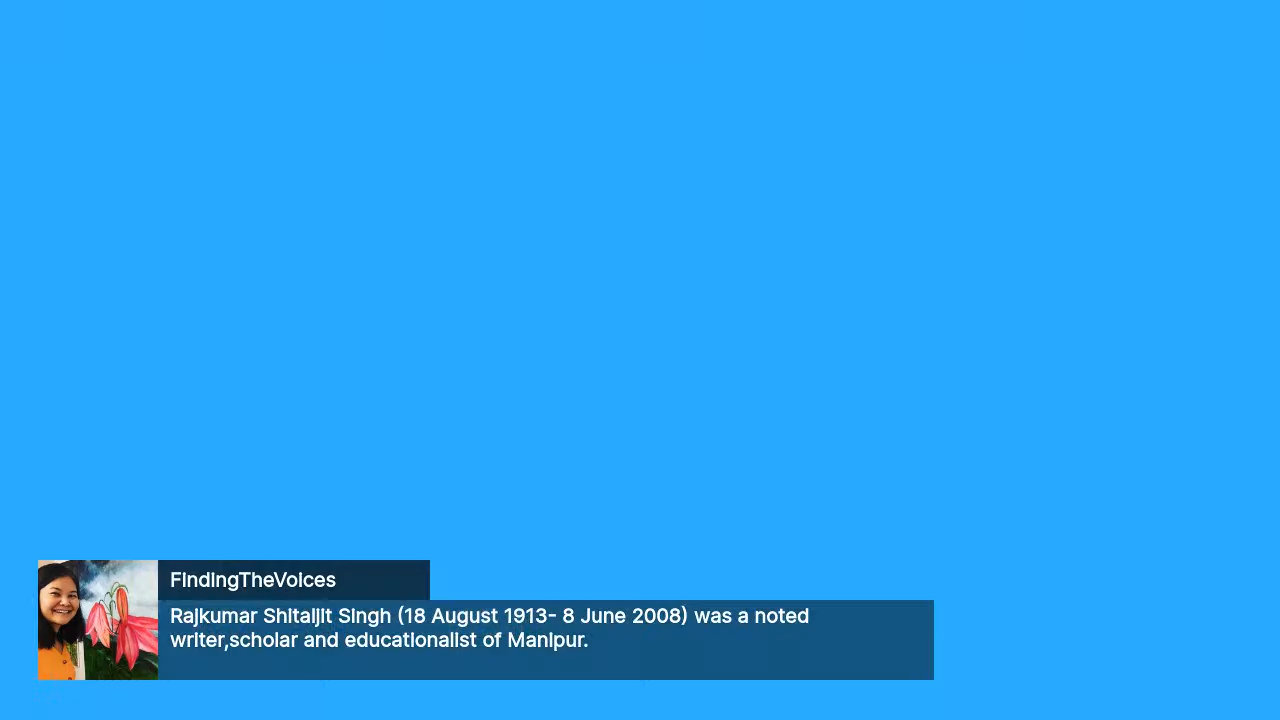 FindingTheVoices
Rajkumar Shitaljit Singh (18 August 1913- 8 June 2008) was a noted
writer,scholar and educationalist of Manipur.